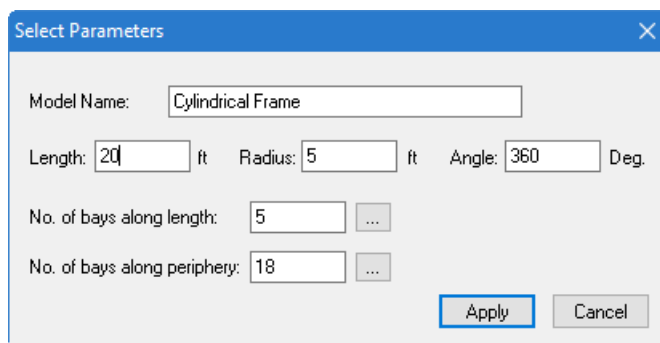 Select Parameters
Model Name: Cylindrical Frame
Length: 20 ft Radius: 5 ft Angle: 360 Deg.
No. of bays along length: 5 ...
No. of bays along periphery: 18 ...
Apply Cancel